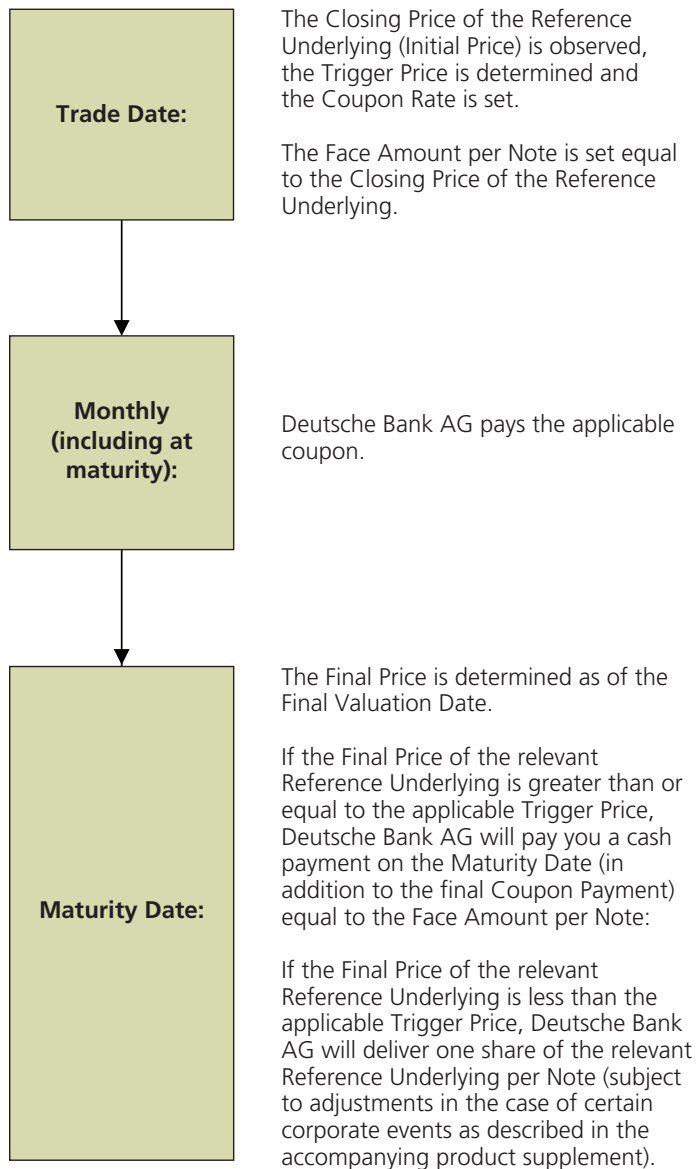 Trade Date:
The Closing Price of the Reference
Underlying (Initial Price) is observed,
the Trigger Price is determined and
the Coupon Rate is set.
The Face Amount per Note is set equal
to the Closing Price of the Reference
Underlying.
Monthly
(including at
maturity):
Deutsche Bank AG pays the applicable
coupon.
Maturity Date:
The Final Price is determined as of the
Final Valuation Date.
If the Final Price of the relevant
Reference Underlying is greater than or
equal to the applicable Trigger Price,
Deutsche Bank AG will pay you a cash
payment on the Maturity Date (in
addition to the final Coupon Payment)
equal to the Face Amount per Note:
If the Final Price of the relevant
Reference Underlying is less than the
applicable Trigger Price, Deutsche Bank
AG will deliver one share of the relevant
Reference Underlying per Note (subject
to adjustments in the case of certain
corporate events as described in the
accompanying product supplement).